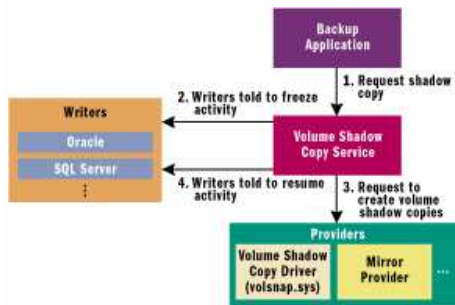 Backup
Application
1. Request shadow
copy
2. Writers told to freeze
activity
Writers
Oracle
SQL Server
⋮
Volume Shadow
Copy Service
4. Writers told to resume
activity
3. Request to
create volume
shadow copies
Providers
Volume Shadow
Copy Driver
(volsnap.sys)
Mirror
Provider
...